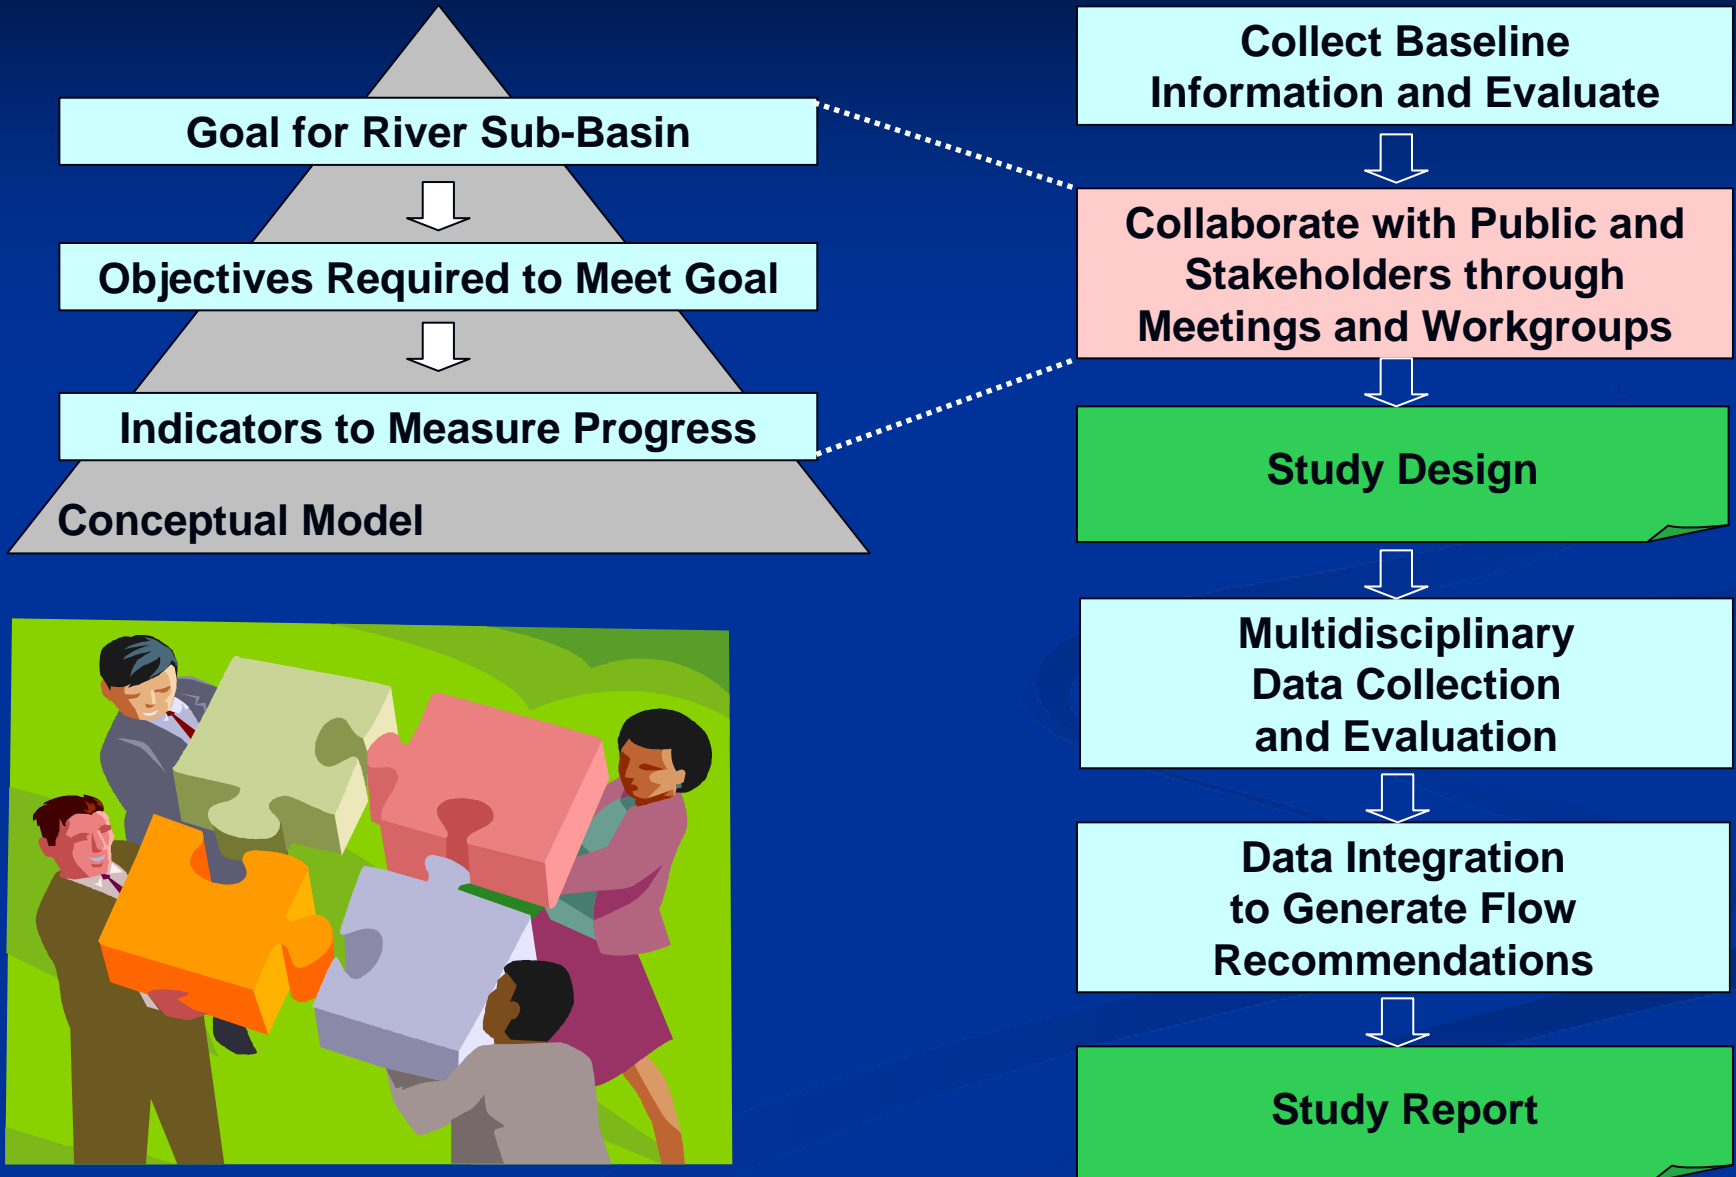 Goal for River Sub-Basin
Objectives Required to Meet Goal
Indicators to Measure Progress
Conceptual Model
Collect Baseline
Information and Evaluate
Collaborate with Public and
Stakeholders through
Meetings and Workgroups
Study Design
Multidisciplinary
Data Collection
and Evaluation
Data Integration
to Generate Flow
Recommendations
Study Report